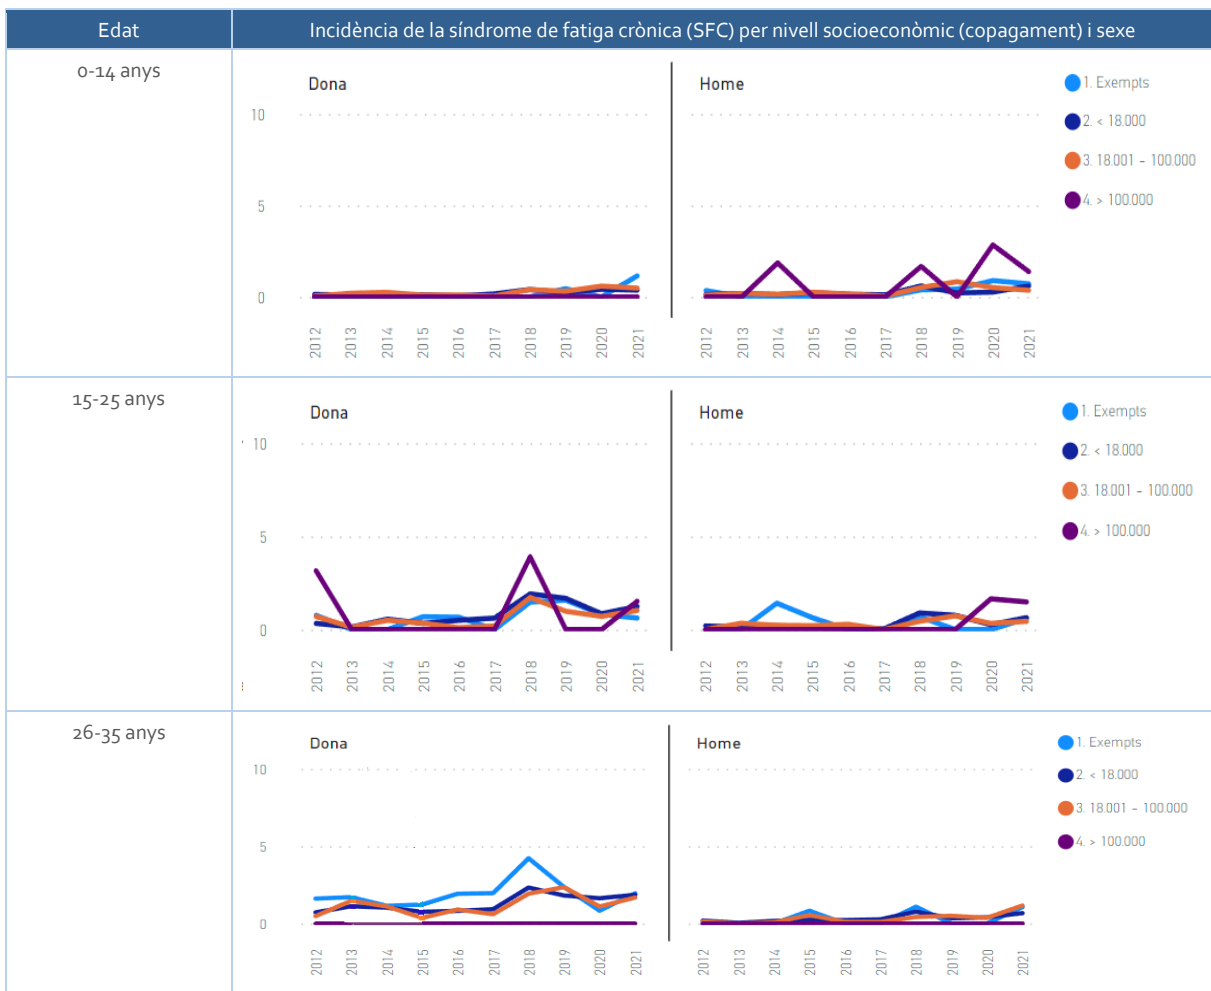 Edat
Incidència de la síndrome de fatiga crònica (SFC) per nivell socioeconòmic (copagament) i sexe
0-14 anys
Dona
Home
10
5
0
2012 2013 2014 2015 2016 2017 2018 2019 2020 2021
2012 2013 2014 2015 2016 2017 2018 2019 2020 2021
1. Exempts
2. < 18.000
3. 18.001 - 100.000
4. > 100.000
15-25 anys
Dona
Home
10
5
0
2012 2013 2014 2015 2016 2017 2018 2019 2020 2021
2012 2013 2014 2015 2016 2017 2018 2019 2020 2021
1. Exempts
2. < 18.000
3. 18.001 - 100.000
4. > 100.000
26-35 anys
Dona
Home
10
5
0
2012 2013 2014 2015 2016 2017 2018 2019 2020 2021
2012 2013 2014 2015 2016 2017 2018 2019 2020 2021
1. Exempts
2. < 18.000
3. 18.001 - 100.000
4. > 100.000